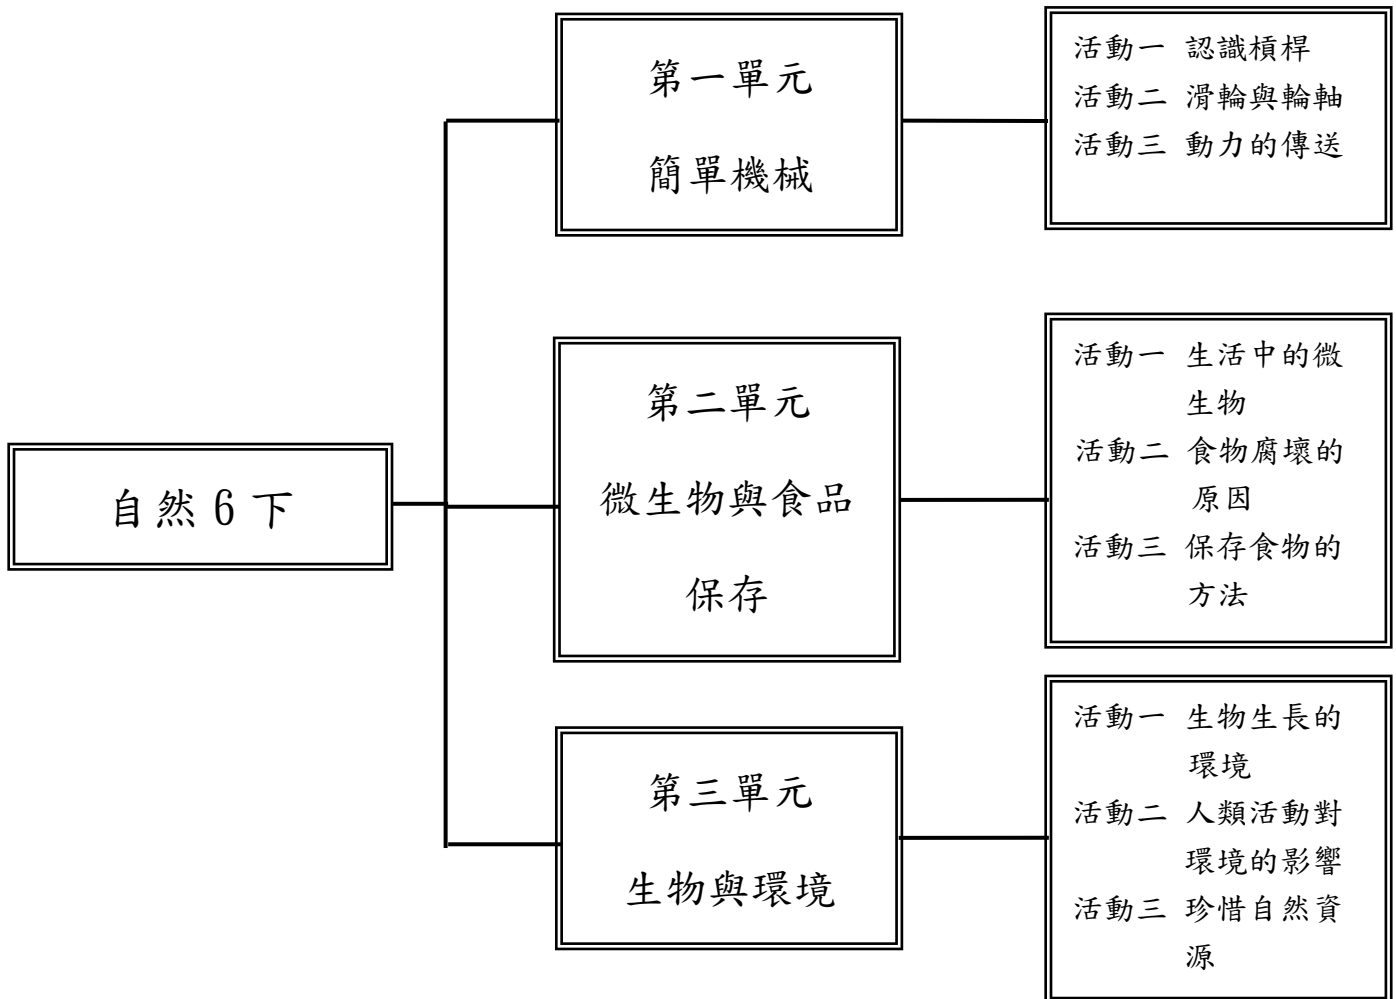 自然 6 下
第一單元
簡單機械
活動一 認識槓桿
活動二 滑輪與輪軸
活動三 動力的傳送
第二單元
微生物與食品
保存
活動一 生活中的微
生物
活動二 食物腐壞的
原因
活動三 保存食物的
方法
第三單元
生物與環境
活動一 生物生長的
環境
活動二 人類活動對
環境的影響
活動三 珍惜自然資
源